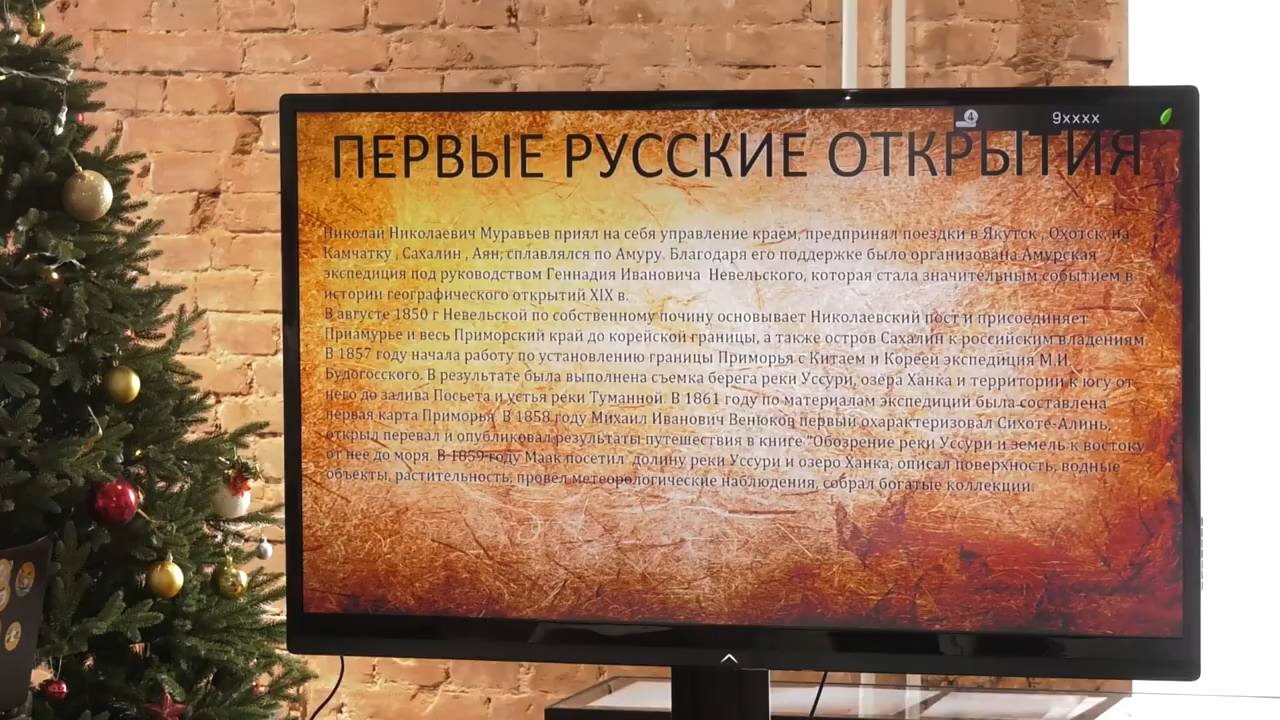 4 9xxxx
ПЕРВЫЕ РУССКИЕ ОТКРЫТИЯ
Николай Николаевич Муравьев приял на себя управление краем, предпринял поездки в Якутск , Охотск, на
Камчатку , Сахалин , Аян, сплавлялся по Амуру. Благодаря его поддержке было организована Амурская
экспедиция под руководством Геннадия Ивановича Невельского, которая стала значительным событием в
истории географического открытий XIX в.
В августе 1850 г Невельской по собственному почину основывает Николаевский пост и присоединяет
Приамурье и весь Приморский край до корейской границы, а также остров Сахалин к российским владениям.
В 1857 году начала работу по установлению границы Приморья с Китаем и Кореей экспедиция М.И.
Будогосского. В результате была выполнена съемка берега реки Уссури, озера Ханка и территории к югу от
него до залива Посьета и устья реки Туманной. В 1861 году по материалам экспедиций была составлена
первая карта Приморья. В 1858 году Михаил Иванович Венюков первый охарактеризовал Сихотэ-Алинь,
открыл перевал и опубликовал результаты путешествия в книге "Обозрение реки Уссури и земель к востоку
от нее до моря. В 1859 году Маак посетил долину реки Уссури и озеро Ханка, описал поверхность, водные
объекты, растительность, провел метеорологические наблюдения, собрал богатые коллекции.